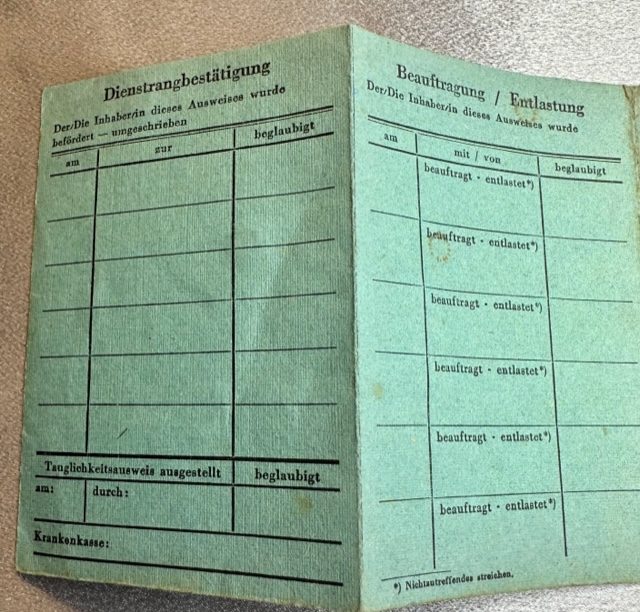 Dienstrangbestätigung
Der/Die Inhaber/in dieses Ausweises wurde
befördert — umgeschrieben
am zur beglaubigt
Tauglichkeitsausweis ausgestellt beglaubigt
am: durch:
Krankenkasse:
Beauftragung / Entlastung
Der/Die Inhaber/in dieses Ausweises wurde
am mit / von beglaubigt
beauftragt - entlastet*)
beauftragt - entlastet*)
beauftragt - entlastet*)
beauftragt - entlastet*)
beauftragt - entlastet*)
beauftragt - entlastet*)
*) Nichtzutreffendes streichen.